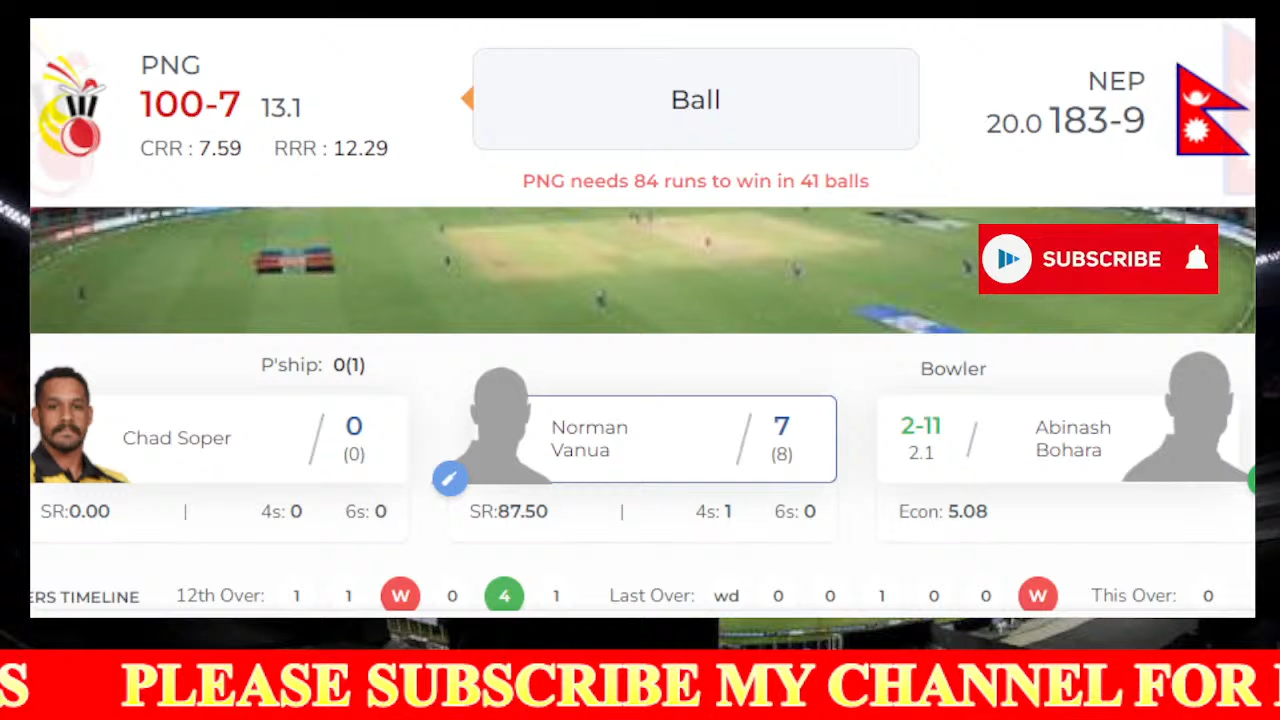 PNG
100-7 13.1
CRR : 7.59 RRR : 12.29
Ball
PNG needs 84 runs to win in 41 balls
NEP
20.0 183-9
SUBSCRIBE
P'ship: 0(1)
Chad Soper 0
(0)
SR:0.00 | 4s: 0 6s: 0
Norman
Vanua
7
(8)
SR:87.50 | 4s: 1 6s: 0
Bowler
2-11
2.1
Abinash
Bohara
Econ: 5.08
ERS TIMELINE 12th Over: 1 1 W 0 4 1 Last Over: wd 0 0 1 0 0 W This Over: 0
S PLEASE SUBSCRIBE MY CHANNEL FOR